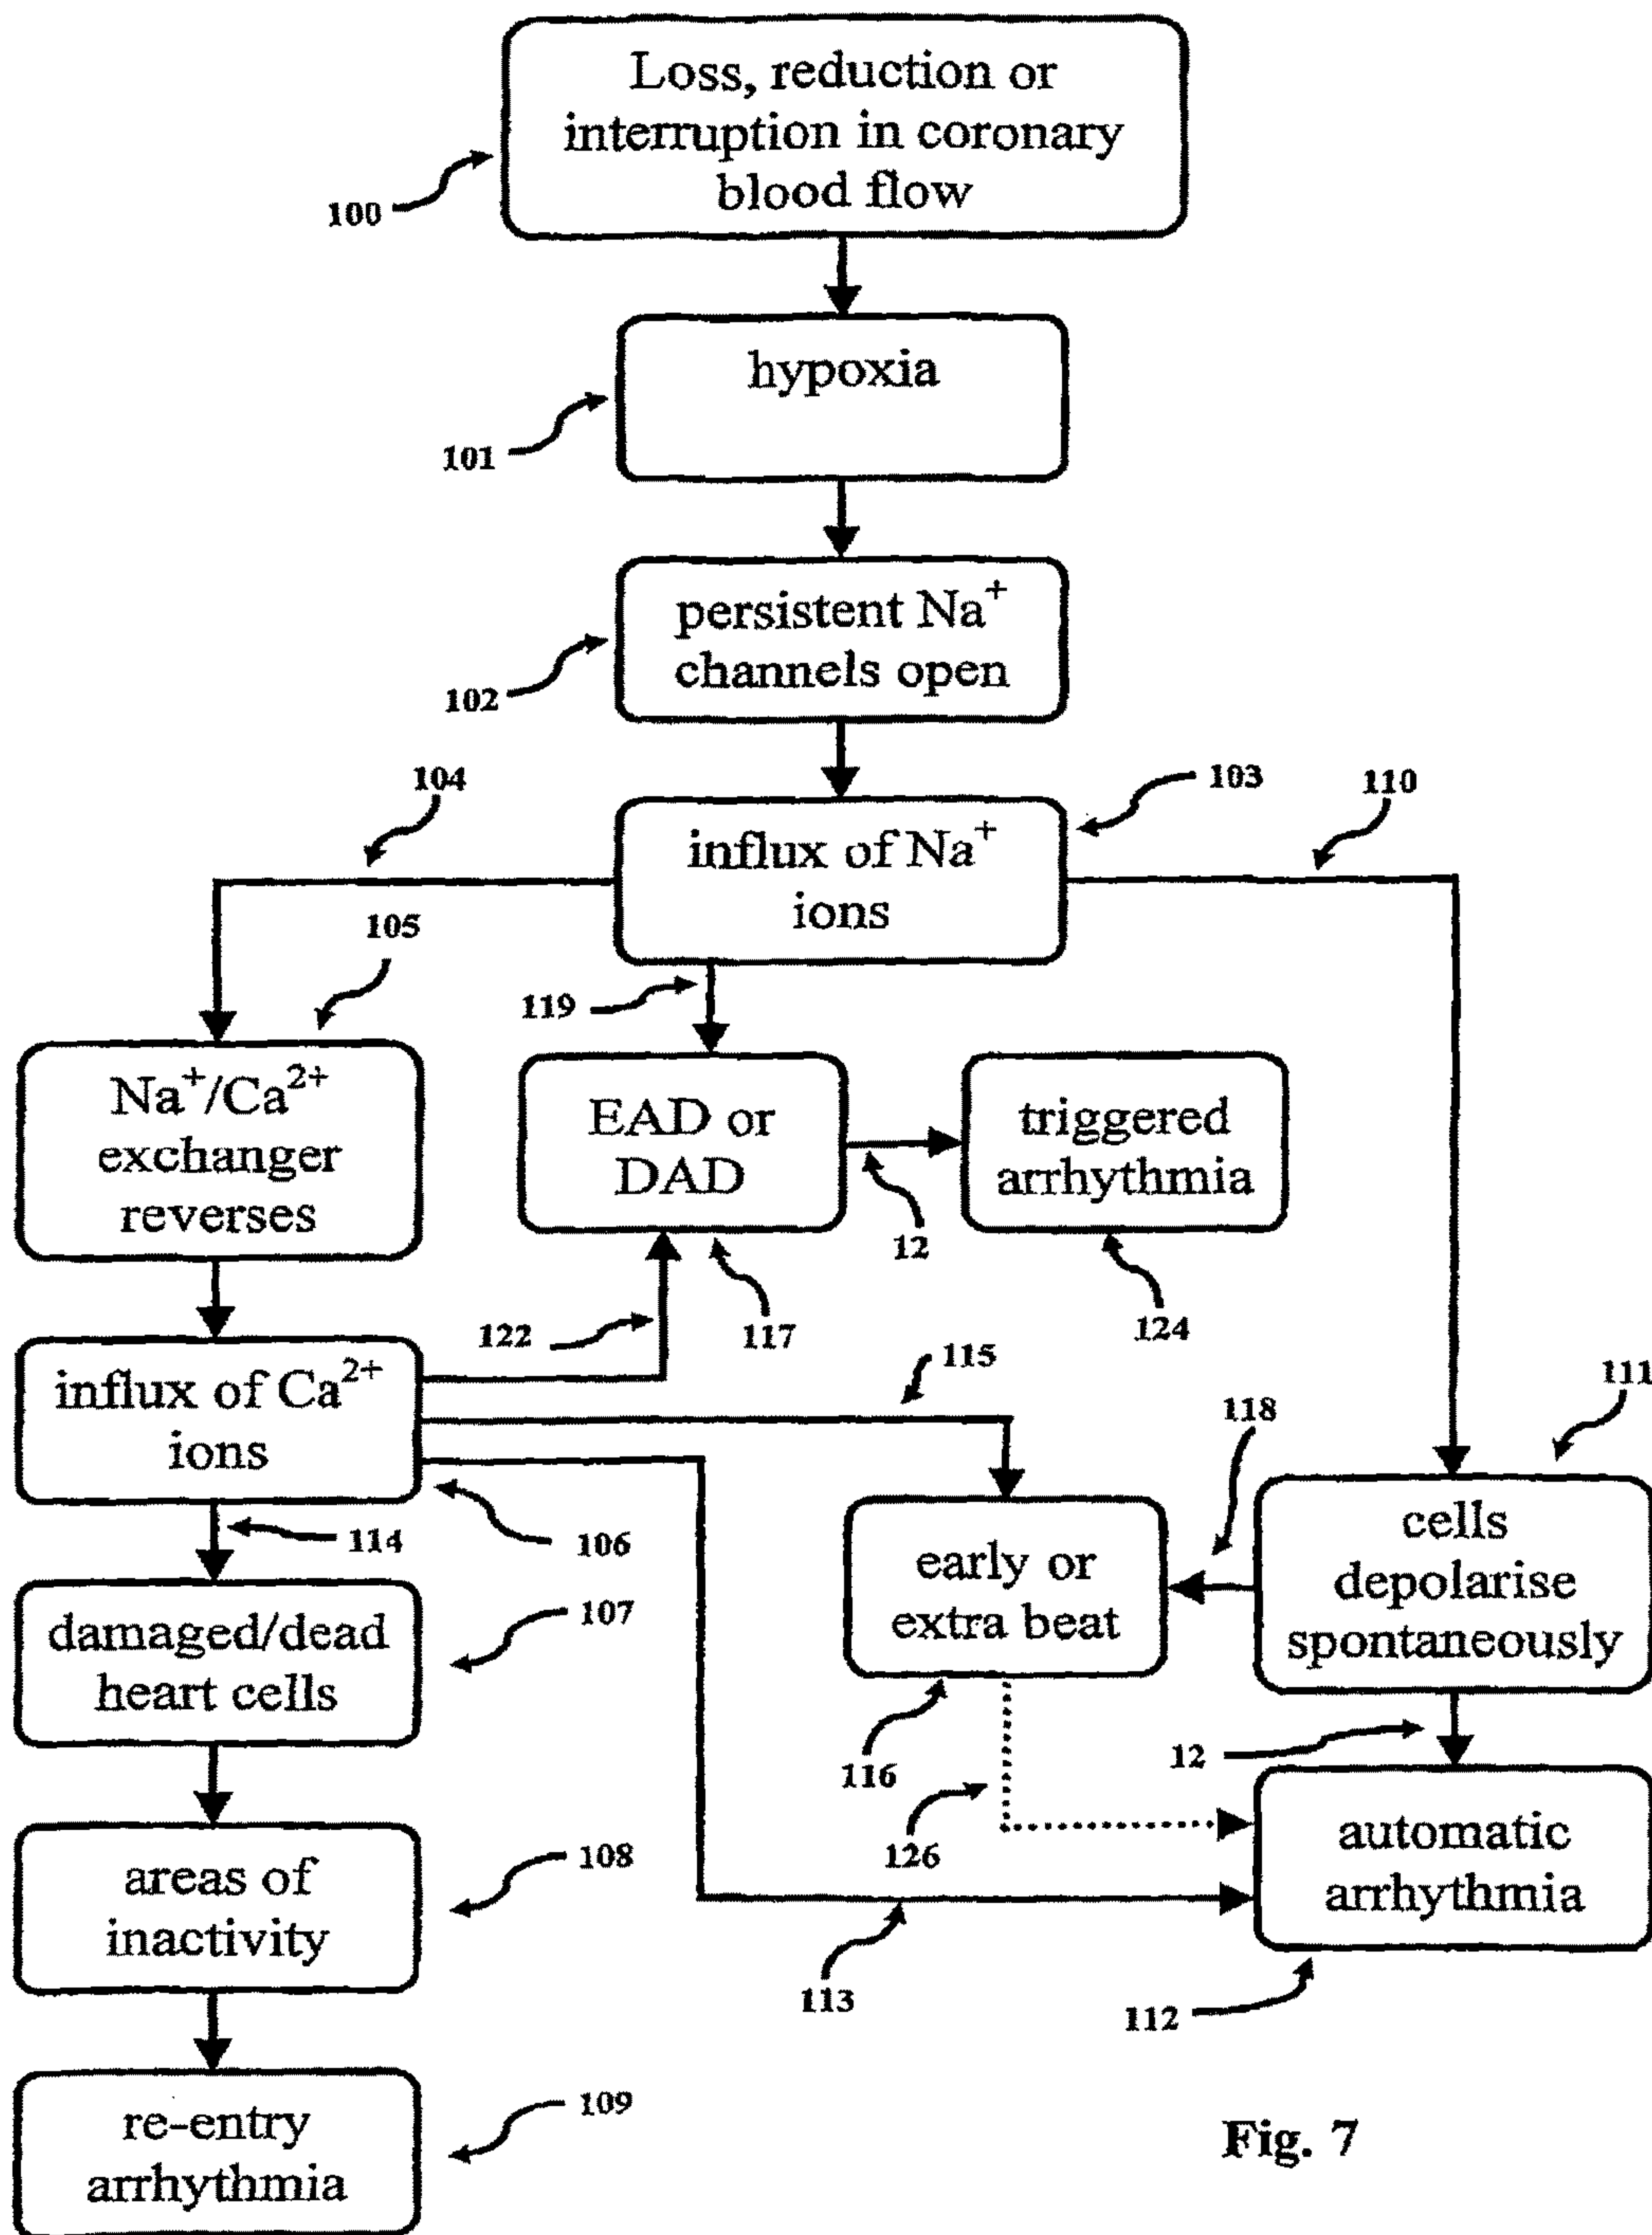 Loss, reduction or
interruption in coronary
blood flow
100
hypoxia
101
persistent Na⁺
channels open
102
104
103
110
influx of Na⁺
ions
105
119
Na⁺/Ca²⁺
exchanger
reverses
EAD or
DAD
triggered
arrhythmia
12
122
117
124
115
111
influx of Ca²⁺
ions
118
114
106
early or
extra beat
cells
depolarise
spontaneously
damaged/dead
heart cells
107
116
12
126
areas of
inactivity
108
automatic
arrhythmia
113
112
re-entry
arrhythmia
109
Fig. 7